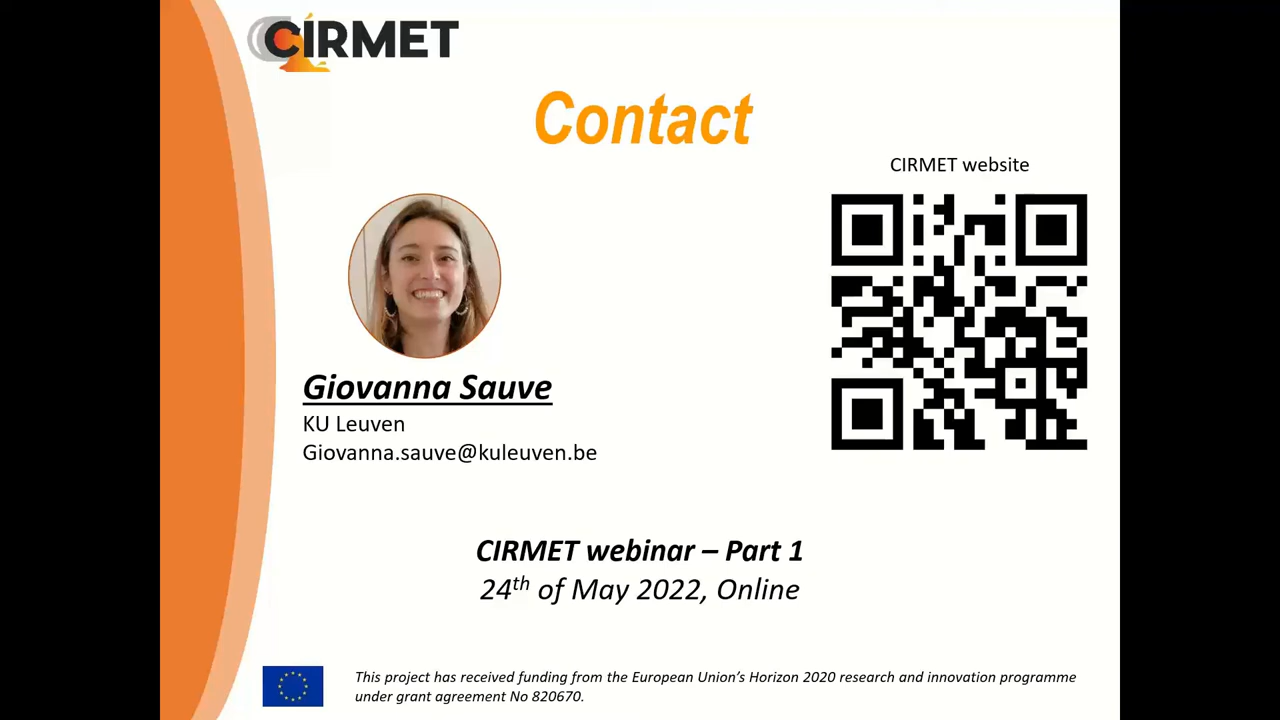 CIRMET
Contact
CIRMET website
Giovanna Sauve
KU Leuven
Giovanna.sauve@kuleuven.be
CIRMET webinar – Part 1
24th of May 2022, Online
This project has received funding from the European Union's Horizon 2020 research and innovation programme
under grant agreement No 820670.